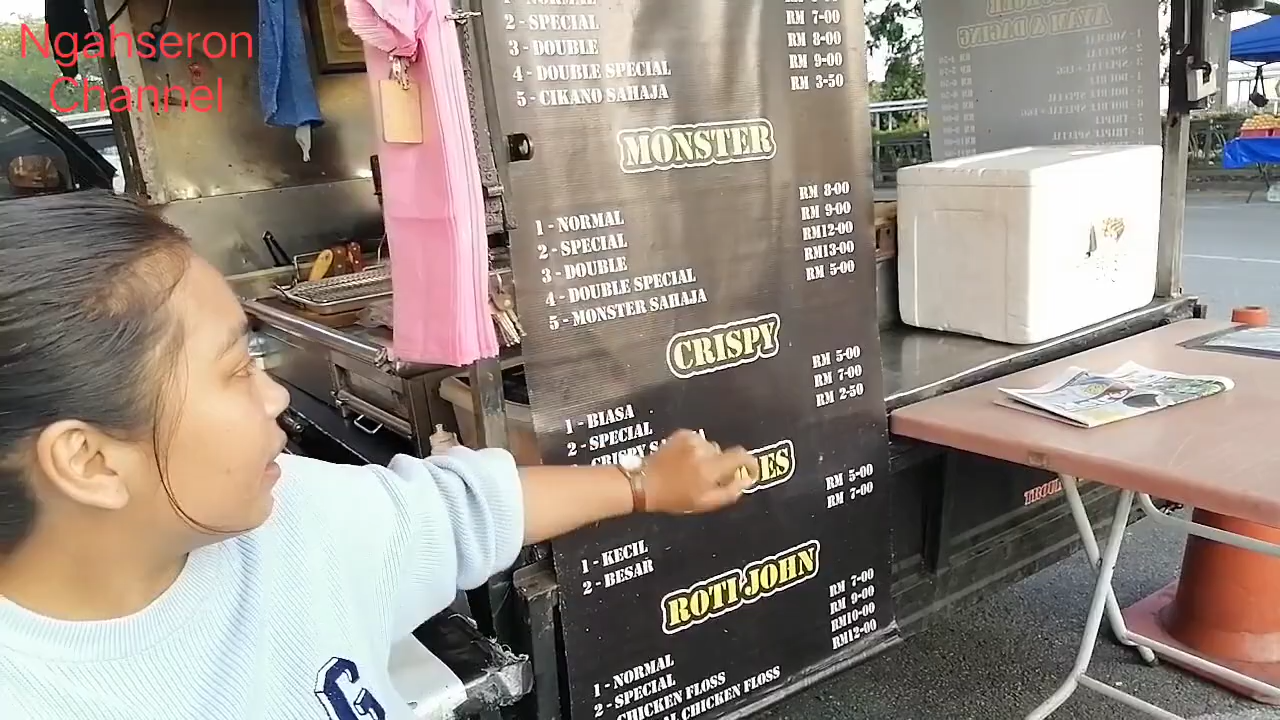 Ngahseron
Channel
1 - NORMAL
2 - SPECIAL RM 7-00
3 - DOUBLE RM 8-00
4 - DOUBLE SPECIAL RM 9-00
5 - CIKANO SAHAJA RM 3-50
MONSTER
1 - NORMAL RM 8-00
2 - SPECIAL RM 9-00
3 - DOUBLE RM12-00
4 - DOUBLE SPECIAL RM13-00
5 - MONSTER SAHAJA RM 5-00
CRISPY
1 - BIASA RM 5-00
2 - SPECIAL RM 7-00
CRISPY RM 2-50
1 - KECIL RM 5-00
2 - BESAR RM 7-00
ROTI JOHN
1 - NORMAL RM 7-00
2 - SPECIAL RM 9-00
CHICKEN FLOSS RM10-00
CHICKEN FLOSS RM12-00
G